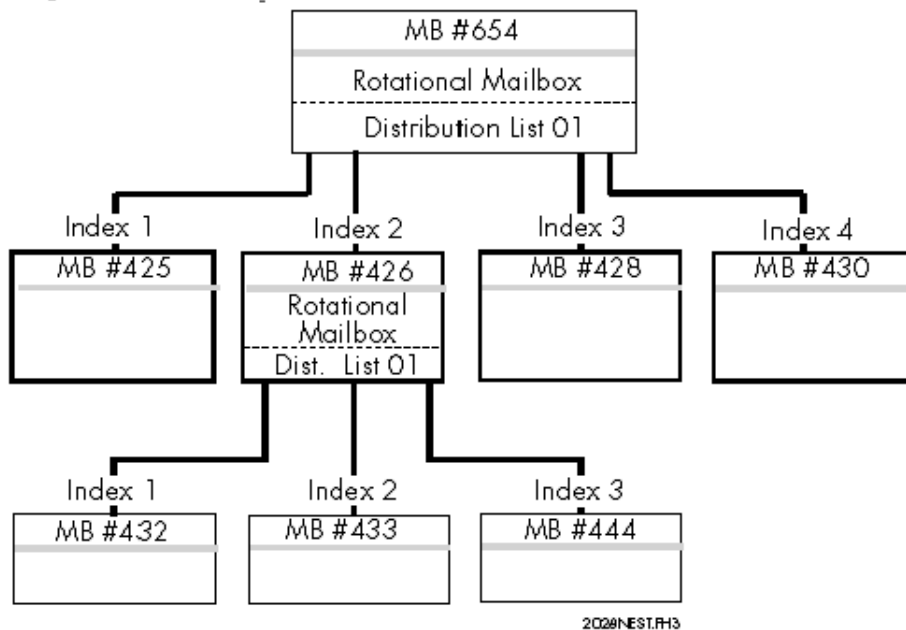 MB #654
Rotational Mailbox
Distribution List 01
Index 1
Index 2
Index 3
Index 4
MB #425
MB #426
Rotational
Mailbox
Dist. List 01
MB #428
MB #430
Index 1
Index 2
Index 3
MB #432
MB #433
MB #444